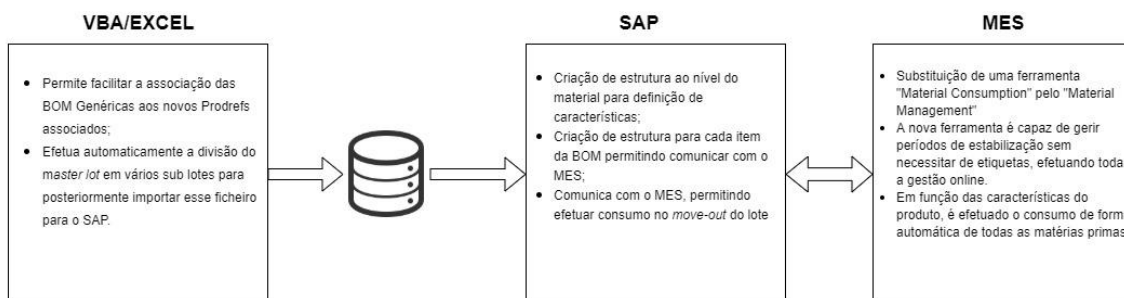 VBA/EXCEL
Permite facilitar a associação das
BOM Genéricas aos novos Prodrefs
associados;
Efetua automaticamente a divisão do
master lot em vários sub lotes para
posteriormente importar esse ficheiro
para o SAP.
SAP
Criação de estrutura ao nível do
material para definição de
características;
Criação de estrutura para cada item
da BOM permitindo comunicar com o
MES;
Comunica com o MES, permitindo
efetuar consumo no move-out do lote
MES
Substituição de uma ferramenta
"Material Consumption" pelo "Material
Management"
A nova ferramenta é capaz de gerir
períodos de estabilização sem
necessitar de etiquetas, efetuando toda
a gestão online.
Em função das características do
produto, é efetuado o consumo de form
automática de todas as matérias primas